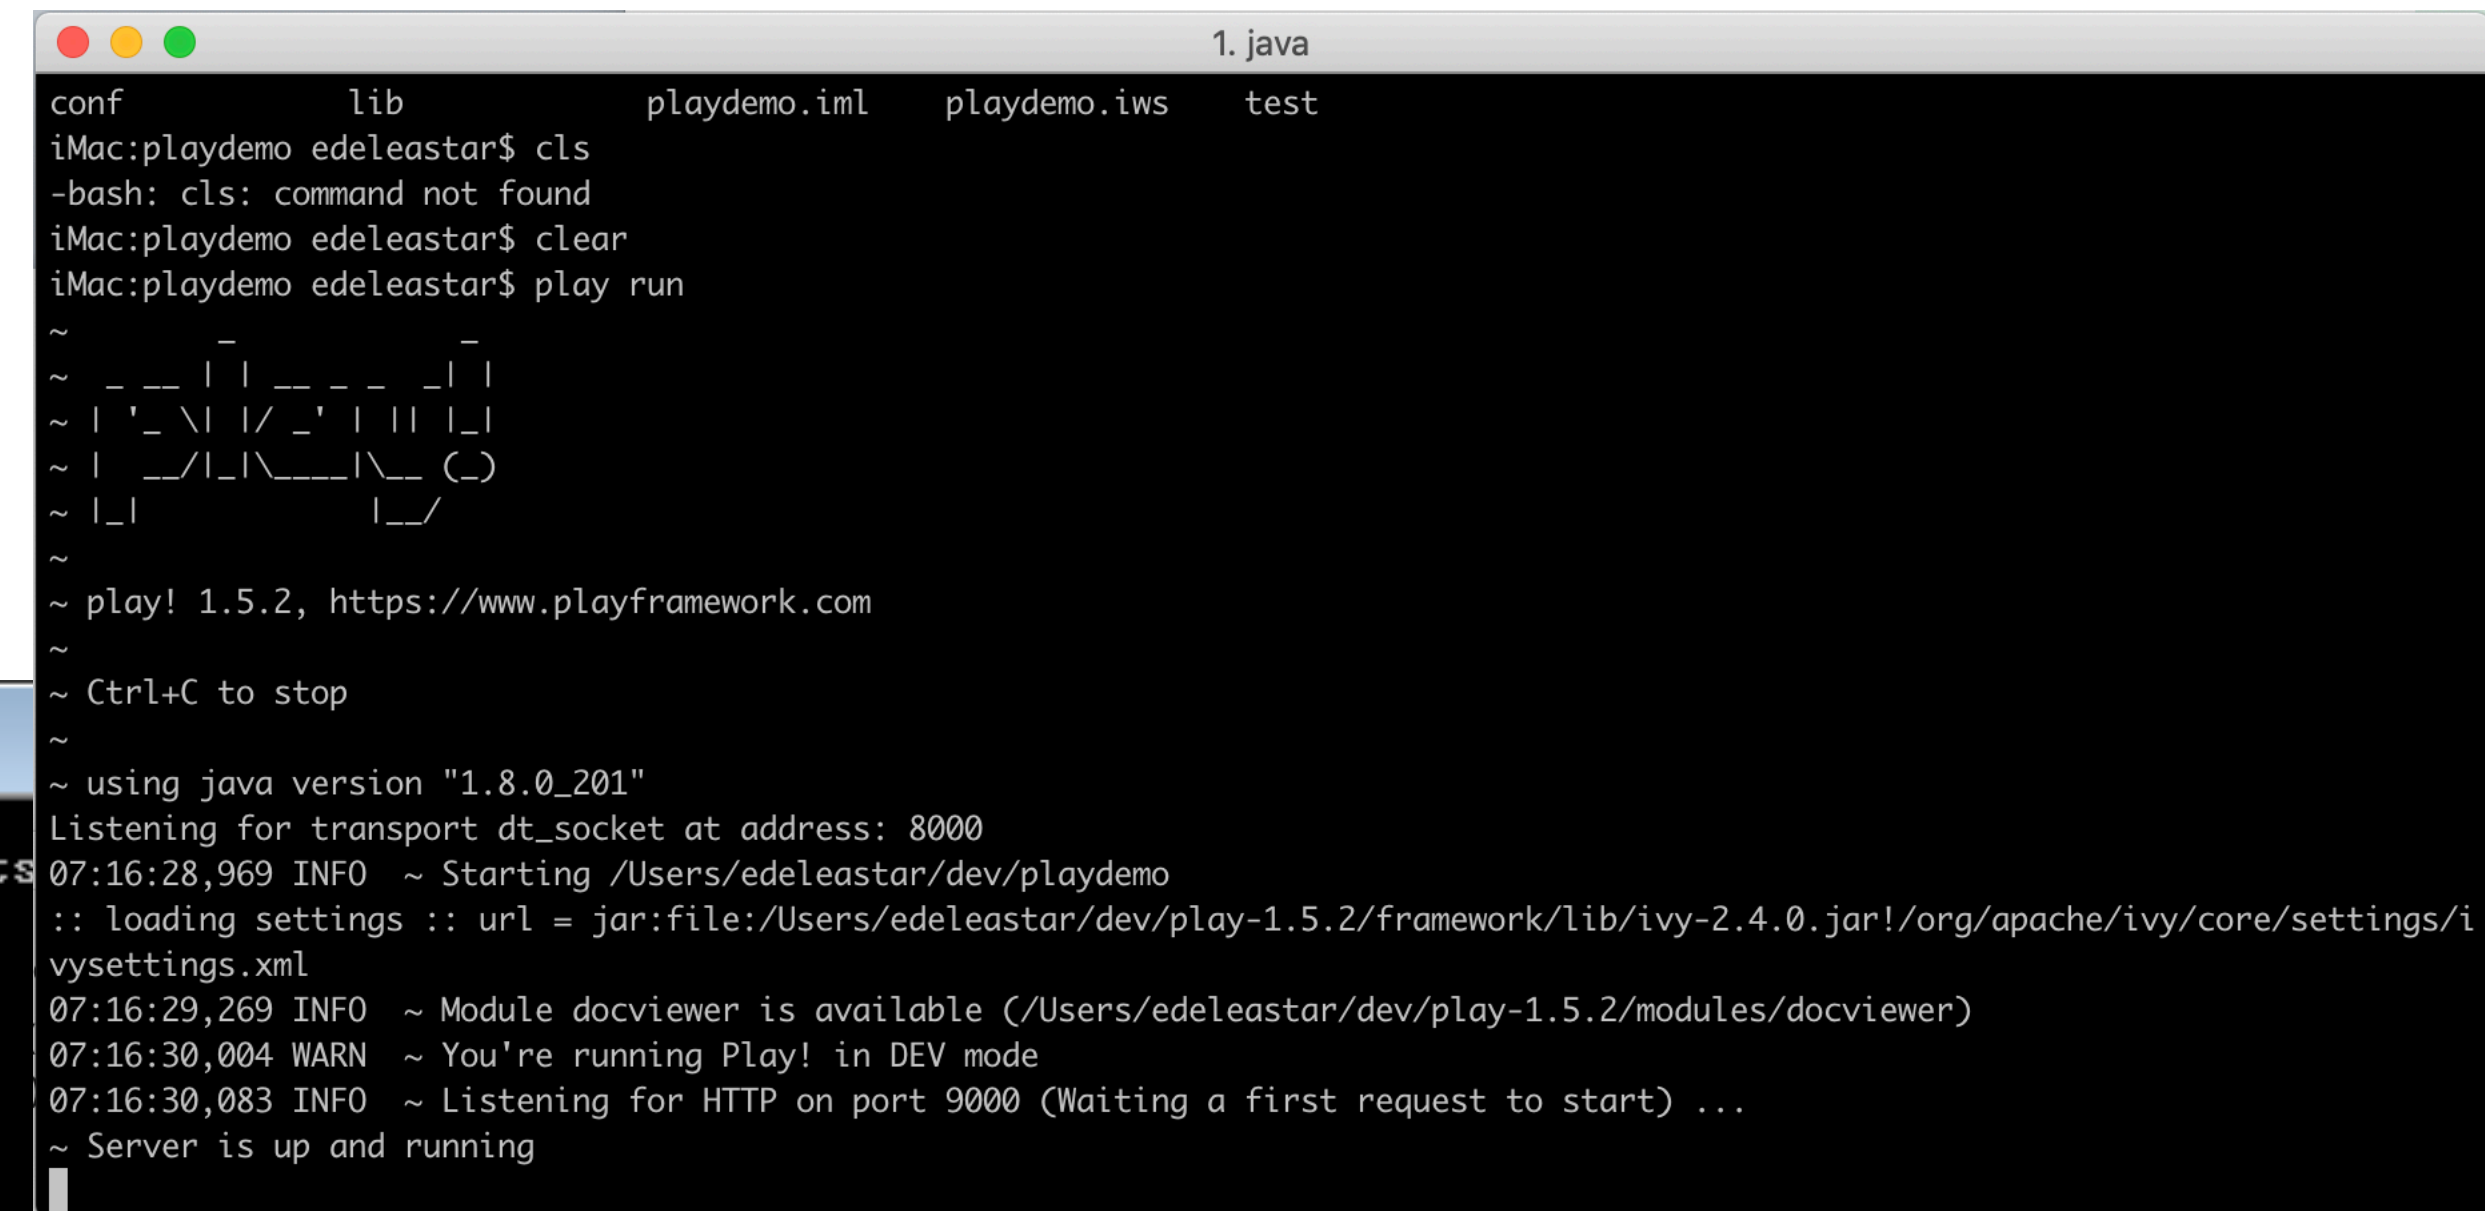 1. java
conf            lib             playdemo.iml    playdemo.iws    test
iMac:playdemo edeleastar$ cls
-bash: cls: command not found
iMac:playdemo edeleastar$ clear
iMac:playdemo edeleastar$ play run
~        _            _
~  _ __ | | __ _ _  _| |
~ | '_ \| |/ _' | || |_|
~ |  __/|_|\____|\__ (_)
~ |_|            |__/
~
~ play! 1.5.2, https://www.playframework.com
~
~ Ctrl+C to stop
~
~ using java version "1.8.0_201"
Listening for transport dt_socket at address: 8000
07:16:28,969 INFO  ~ Starting /Users/edeleastar/dev/playdemo
:: loading settings :: url = jar:file:/Users/edeleastar/dev/play-1.5.2/framework/lib/ivy-2.4.0.jar!/org/apache/ivy/core/settings/i
vysettings.xml
07:16:29,269 INFO  ~ Module docviewer is available (/Users/edeleastar/dev/play-1.5.2/modules/docviewer)
07:16:30,004 WARN  ~ You're running Play! in DEV mode
07:16:30,083 INFO  ~ Listening for HTTP on port 9000 (Waiting a first request to start) ...
~ Server is up and running